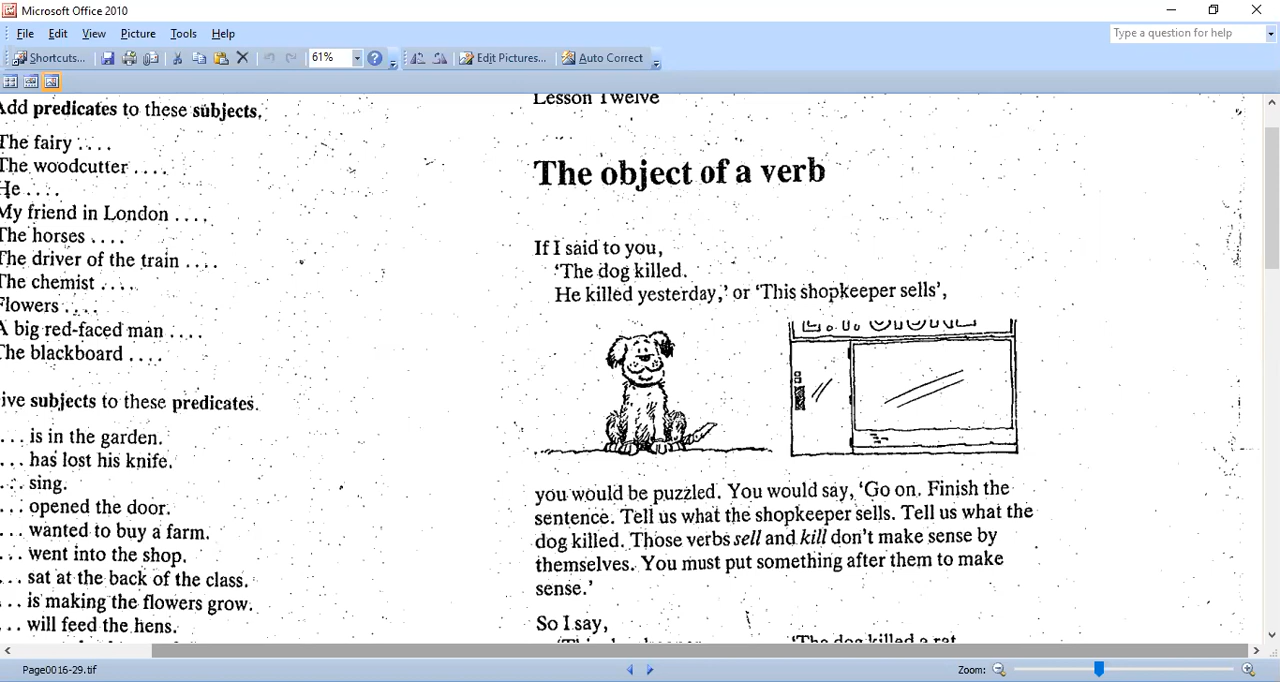 Microsoft Office 2010
File Edit View Picture Tools Help
Type a question for help
Shortcuts... 61% Edit Pictures... Auto Correct
Add predicates to these subjects.
The fairy . . . .
The woodcutter . . . .
He . . . .
My friend in London . . . .
The horses . . . .
The driver of the train . . . .
The chemist . . . .
Flowers . . . .
A big red-faced man . . . .
The blackboard . . . .
ive subjects to these predicates.
. . . is in the garden.
. . . has lost his knife.
. . . sing.
. . . opened the door.
. . . wanted to buy a farm.
. . . went into the shop.
. . . sat at the back of the class.
. . . is making the flowers grow.
. . . will feed the hens.
Lesson Twelve
The object of a verb
If I said to you,
‘The dog killed.
He killed yesterday,’ or ‘This shopkeeper sells’,
you would be puzzled. You would say, ‘Go on. Finish the
sentence. Tell us what the shopkeeper sells. Tell us what the
dog killed. Those verbs sell and kill don’t make sense by
themselves. You must put something after them to make
sense.’
So I say,
‘The dog killed a rat
Page0016-29.tif
Zoom: